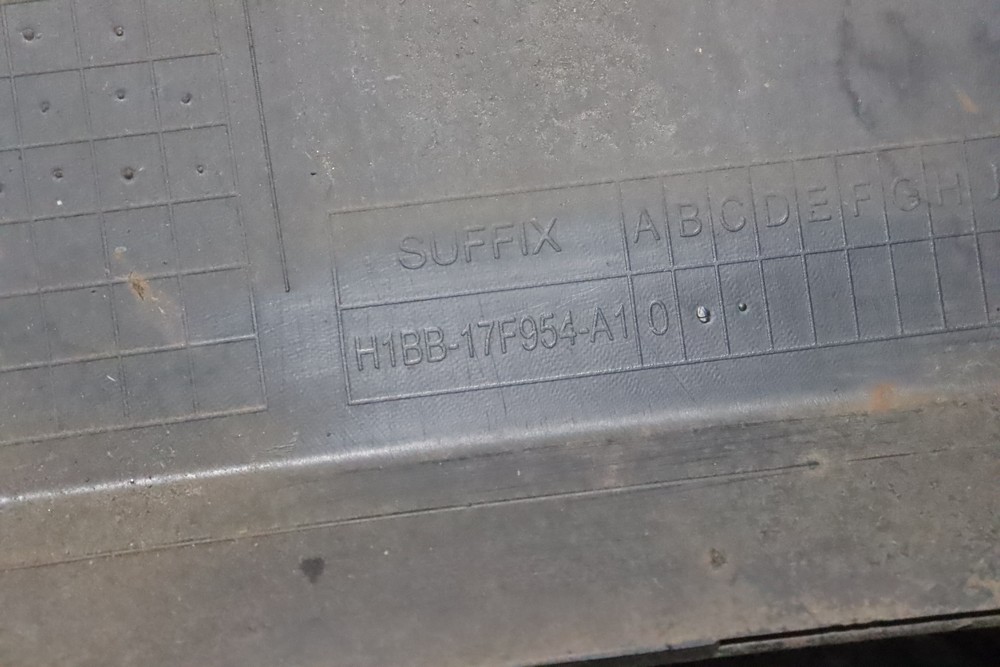 SUFFIX A B C D E F G H J
H1BB-17F954-A1 0